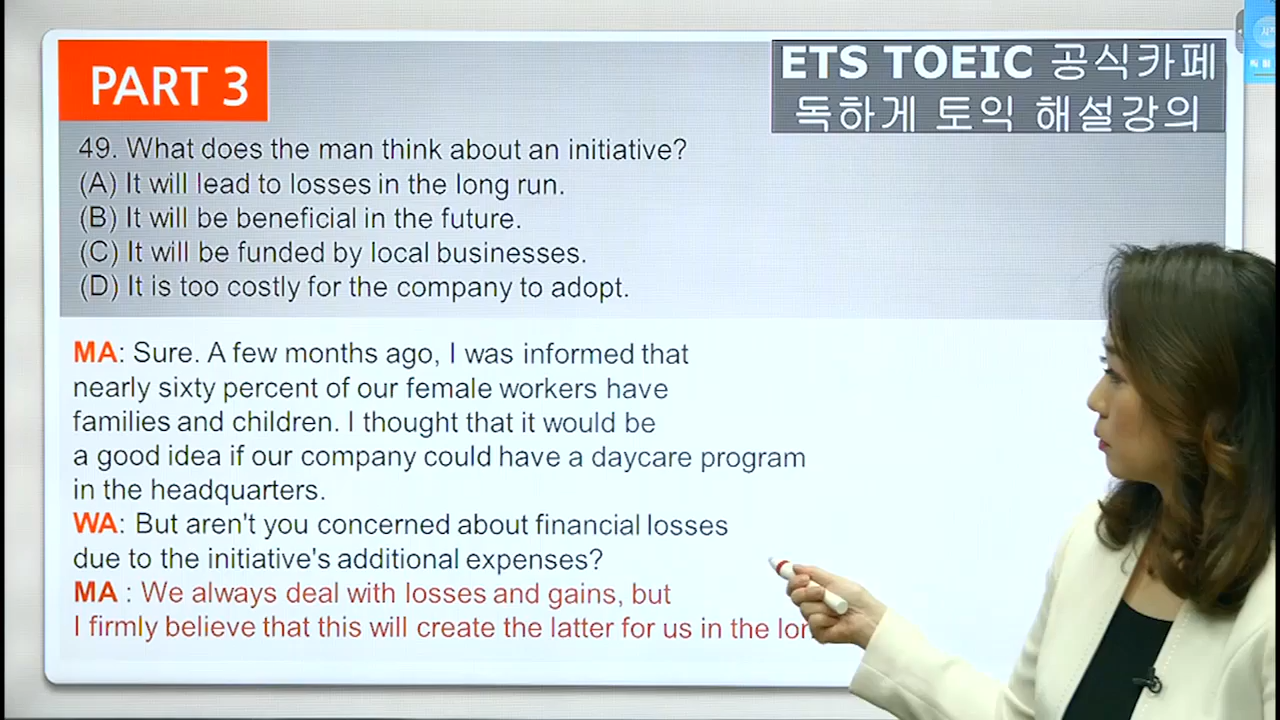 PART 3
ETS TOEIC 공식카페
독하게 토익 해설강의
49. What does the man think about an initiative?
(A) It will lead to losses in the long run.
(B) It will be beneficial in the future.
(C) It will be funded by local businesses.
(D) It is too costly for the company to adopt.
MA: Sure. A few months ago, I was informed that
nearly sixty percent of our female workers have
families and children. I thought that it would be
a good idea if our company could have a daycare program
in the headquarters.
WA: But aren't you concerned about financial losses
due to the initiative's additional expenses?
MA : We always deal with losses and gains, but
I firmly believe that this will create the latter for us in the